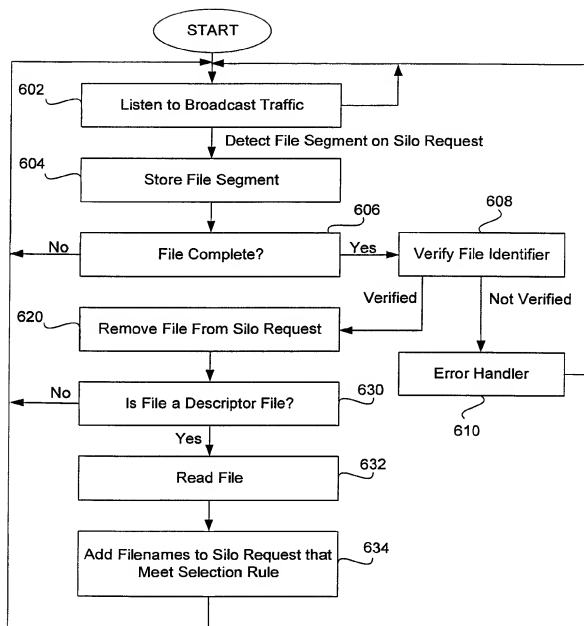 START
602
Listen to Broadcast Traffic
Detect File Segment on Silo Request
604
Store File Segment
606
608
No
File Complete?
Yes
Verify File Identifier
Verified
Not Verified
620
Remove File From Silo Request
Error Handler
610
No
Is File a Descriptor File?
630
Yes
Read File
632
Add Filenames to Silo Request that
Meet Selection Rule
634